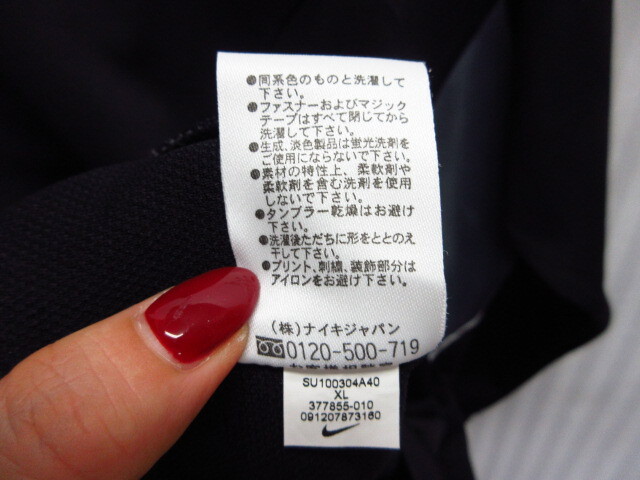 ●同系色のものと洗濯して
下さい。
●ファスナーおよびマジック
テープはすべて閉じてから
洗濯して下さい。
●生成、淡色製品は蛍光洗剤を
ご使用にならないで下さい。
●素材の特性上、柔軟剤や
柔軟剤を含む洗剤を使用
しないで下さい。
●タンブラー乾燥はお避け
下さい。
●洗濯後ただちに形をととのえ
干して下さい。
●プリント、刺繍、装飾部分は
アイロンをお避け下さい。
(株)ナイキジャパン
0120-500-719
SU100304A40
XL
377855-010
091207873160